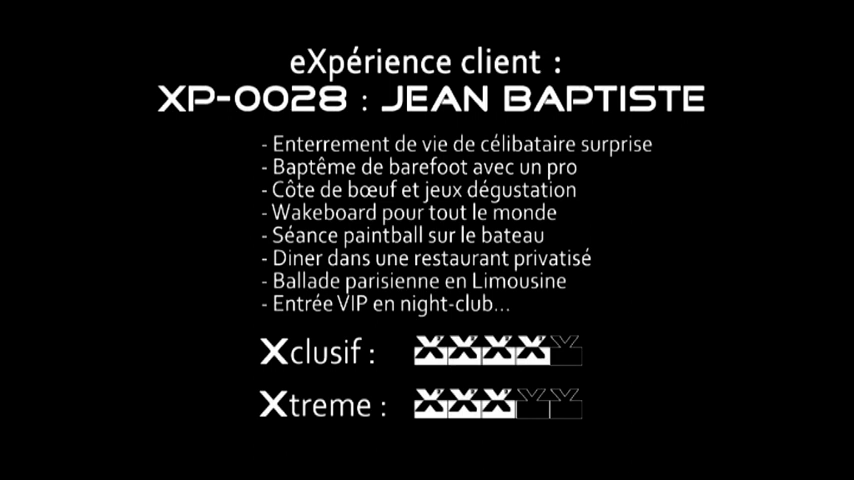 eXpérience client :
XP-0028 : JEAN BAPTISTE
- Enterrement de vie de célibataire surprise
- Baptême de barefoot avec un pro
- Côte de bœuf et jeux dégustation
- Wakeboard pour tout le monde
- Séance paintball sur le bateau
- Diner dans une restaurant privatisé
- Ballade parisienne en Limousine
- Entrée VIP en night-club...
Xclusif :
Xtreme :